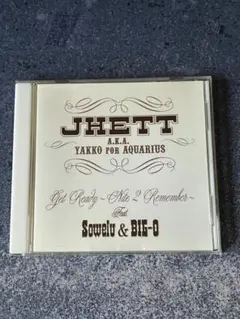 JHETT
A.K.A.
YAKKO FOR AQUARIUS
Get Ready ~Nite 2 Remember~
Feat.
Sowelu & BIG-O